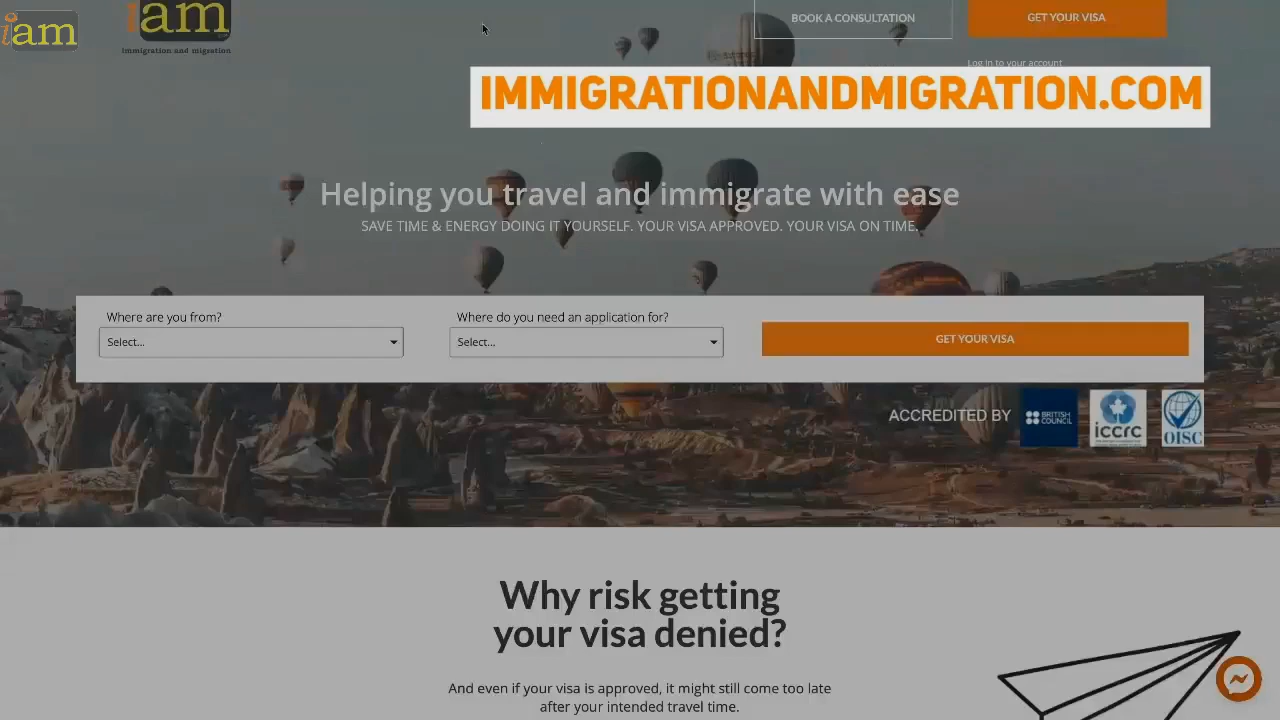 iam
iam
immigration and migration
BOOK A CONSULTATION
GET YOUR VISA
Log in to your account
IMMIGRATIONANDMIGRATION.COM
Helping you travel and immigrate with ease
SAVE TIME & ENERGY DOING IT YOURSELF. YOUR VISA APPROVED. YOUR VISA ON TIME.
Where are you from?
Where do you need an application for?
Select...
Select...
GET YOUR VISA
ACCREDITED BY
BRITISH
COUNCIL
iccrc
OISC
Why risk getting
your visa denied?
And even if your visa is approved, it might still come too late
after your intended travel time.